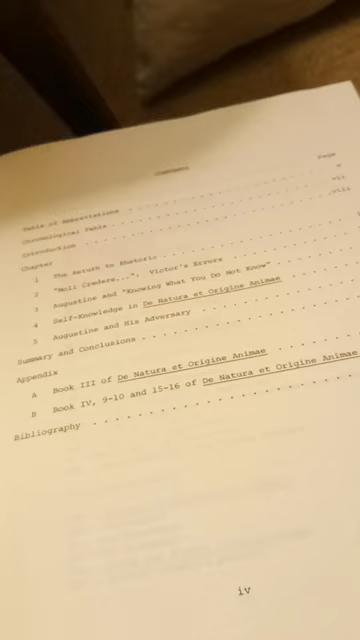 CONTENTS
Page
Table of Abbreviations . . . . . . . . . . . . . . . . . v
Chronological Table . . . . . . . . . . . . . . . . . vii
Introduction . . . . . . . . . . . . . . . . . viii
Chapter
1 The Return to Rhetoric . . . . . . . . . . . . . . .
2 "Noli Credere...": Victor's Errors . . . . . . . . . .
3 Augustine and "Knowing What You Do Not Know"
4 Self-Knowledge in De Natura et Origine Animae
5 Augustine and His Adversary . . . . . . . . . . . .
Summary and Conclusions . . . . . . . . . . . . . . .
Appendix
A Book III of De Natura et Origine Animae . . . . . .
B Book IV, 9-10 and 15-16 of De Natura et Origine Animae
Bibliography . . . . . . . . . . . . . . . . . .
iv